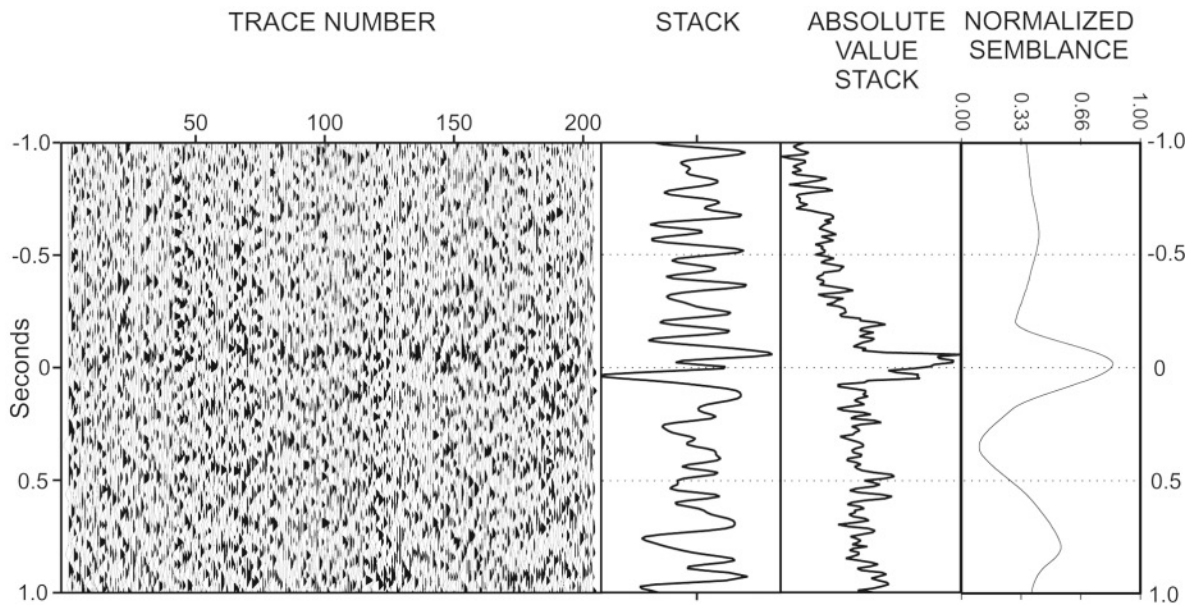 TRACE NUMBER
STACK
ABSOLUTE
VALUE
STACK
NORMALIZED
SEMBLANCE
50
100
150
200
0.00
0.33
0.66
1.00
-1.0
-0.5
0
0.5
1.0
Seconds
-1.0
-0.5
0
0.5
1.0